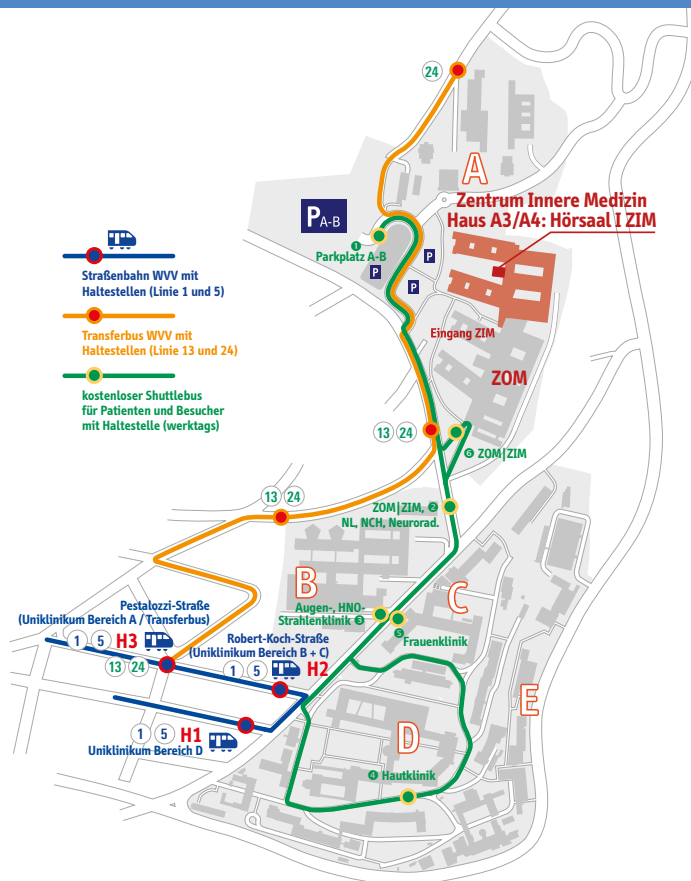 24
A
Zentrum Innere Medizin
Haus A3/A4: Hörsaal I ZIM
P A-B
1
Parkplatz A-B
P
P
P
Straßenbahn WVV mit
Haltestellen (Linie 1 und 5)
Transferbus WVV mit
Haltestellen (Linie 13 und 24)
kostenloser Shuttlebus
für Patienten und Besucher
mit Haltestelle (werktags)
Eingang ZIM
ZOM
13 24
6 ZOM|ZIM
13 24
ZOM|ZIM, 2
NL, NCH, Neurorad.
B
C
Augen-, HNO-
Strahlenklinik 3
5
Frauenklinik
Pestalozzi-Straße
(Uniklinikum Bereich A / Transferbus)
1 5 H3
13 24
Robert-Koch-Straße
(Uniklinikum Bereich B + C)
1 5 H2
E
D
1 5 H1
Uniklinikum Bereich D
4 Hautklinik